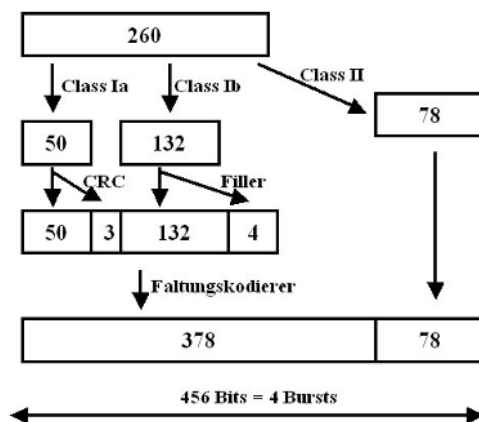 260
Class Ia
Class Ib
Class II
50
132
78
CRC
Filler
50
3
132
4
Faltungskodierer
378
78
456 Bits = 4 Bursts